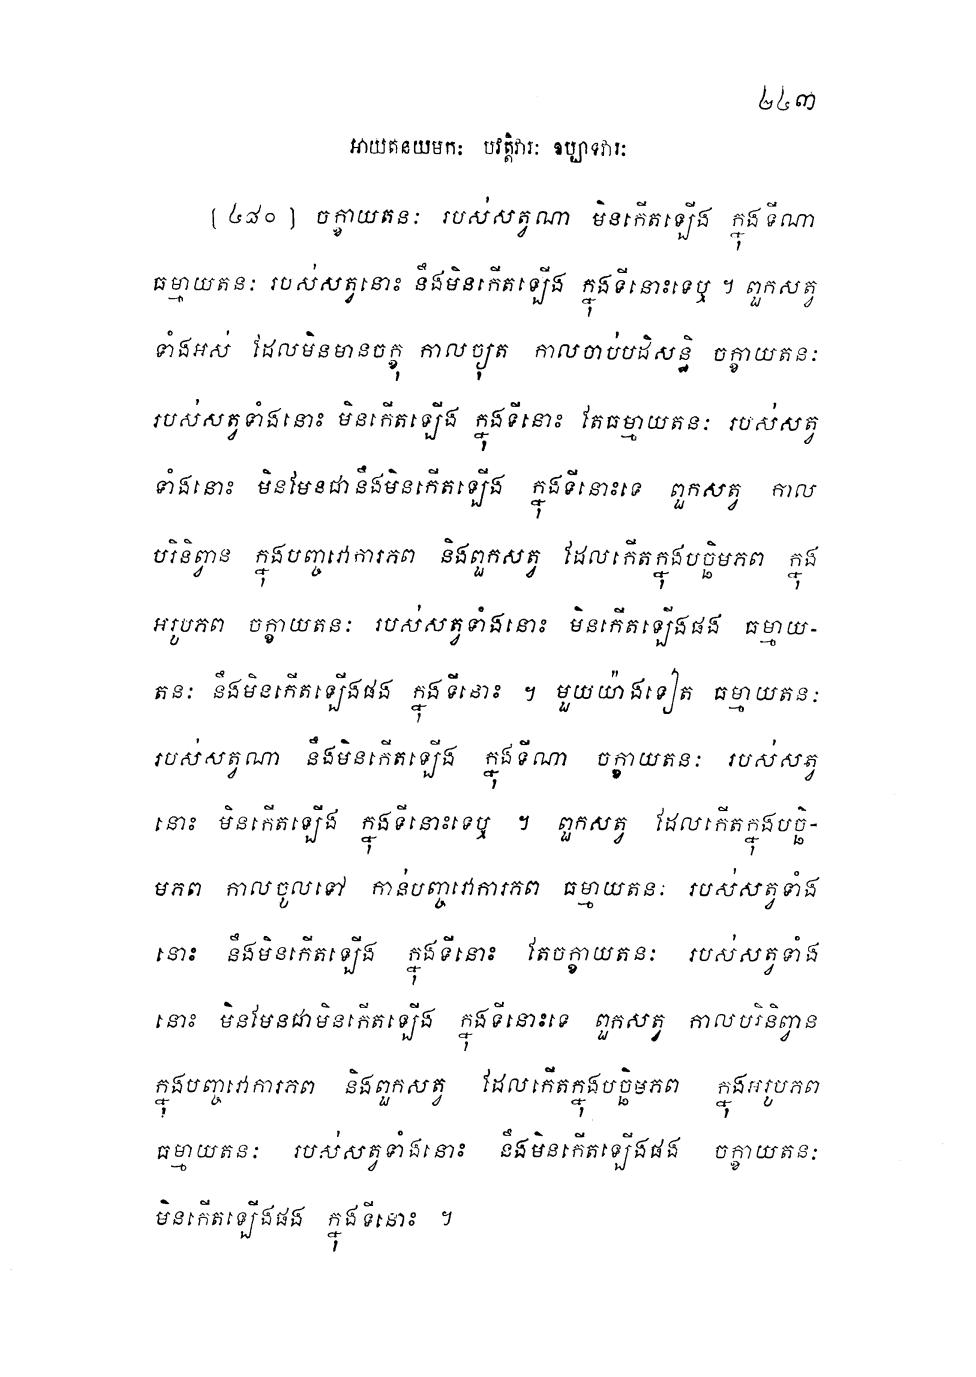 ២៤៣
អាយតនយមកៈ បវត្តិវារៈ ឧប្បាទវារៈ
[ ៤៨០ ] ចក្ខាយតនៈ របស់សត្វណា មិនកើតឡើង ក្នុងទីណា
ធម្មាយតនៈ របស់សត្វនោះ នឹងមិនកើតឡើង ក្នុងទីនោះទេឬ ។ ពួកសត្វ
ទាំងអស់ ដែលមិនមានចក្ខុ កាលច្យុត កាលចាប់បដិសន្ធិ ចក្ខាយតនៈ
របស់សត្វទាំងនោះ មិនកើតឡើង ក្នុងទីនោះ តែធម្មាយតនៈ របស់សត្វ
ទាំងនោះ មិនមែនជានឹងមិនកើតឡើង ក្នុងទីនោះទេ ពួកសត្វ កាល
បរិនិព្វាន ក្នុងបញ្ចវោការភព និងពួកសត្វ ដែលកើតក្នុងបច្ឆិមភព ក្នុង
អរូបភព ចក្ខាយតនៈ របស់សត្វទាំងនោះ មិនកើតឡើងផង ធម្មាយ-
តនៈ នឹងមិនកើតឡើងផង ក្នុងទីនោះ ។ មួយយ៉ាងទៀត ធម្មាយតនៈ
របស់សត្វណា នឹងមិនកើតឡើង ក្នុងទីណា ចក្ខាយតនៈ របស់សត្វ
នោះ មិនកើតឡើង ក្នុងទីនោះទេឬ ។ ពួកសត្វ ដែលកើតក្នុងបច្ឆិ-
មភព កាលចូលទៅ កាន់បញ្ចវោការភព ធម្មាយតនៈ របស់សត្វទាំង
នោះ នឹងមិនកើតឡើង ក្នុងទីនោះ តែចក្ខាយតនៈ របស់សត្វទាំង
នោះ មិនមែនជាមិនកើតឡើង ក្នុងទីនោះទេ ពួកសត្វ កាលបរិនិព្វាន
ក្នុងបញ្ចវោការភព និងពួកសត្វ ដែលកើតក្នុងបច្ឆិមភព ក្នុងអរូបភព
ធម្មាយតនៈ របស់សត្វទាំងនោះ នឹងមិនកើតឡើងផង ចក្ខាយតនៈ
មិនកើតឡើងផង ក្នុងទីនោះ ។